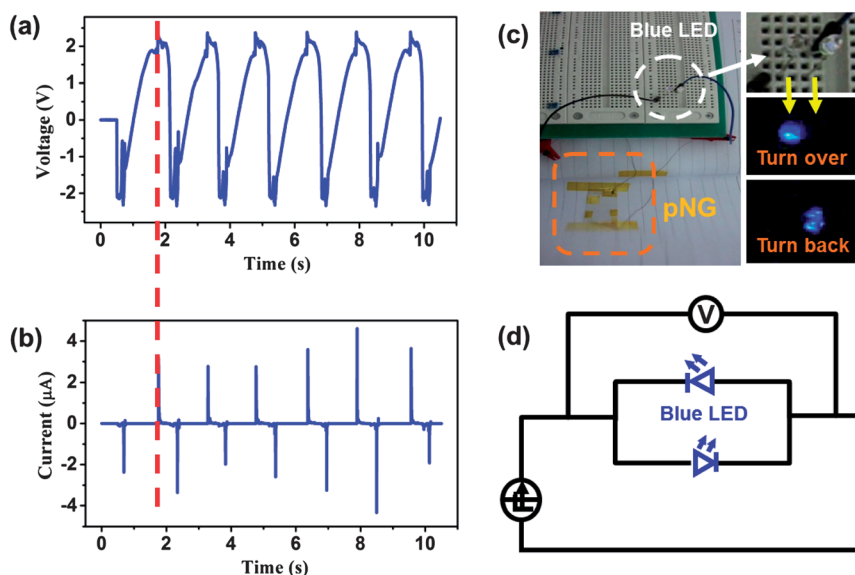 (a)
Voltage (V)
2
1
0
-1
-2
0
2
4
6
8
10
Time (s)
(b)
Current (μA)
4
2
0
-2
-4
0
2
4
6
8
10
Time (s)
(c)
Blue LED
pNG
Turn over
Turn back
(d)
V
Blue LED